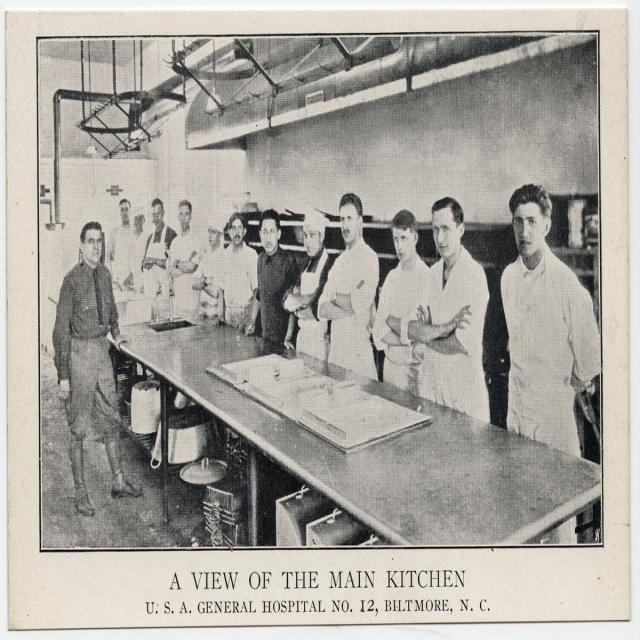 A VIEW OF THE MAIN KITCHEN
U. S. A. GENERAL HOSPITAL NO. 12, BILTMORE, N. C.